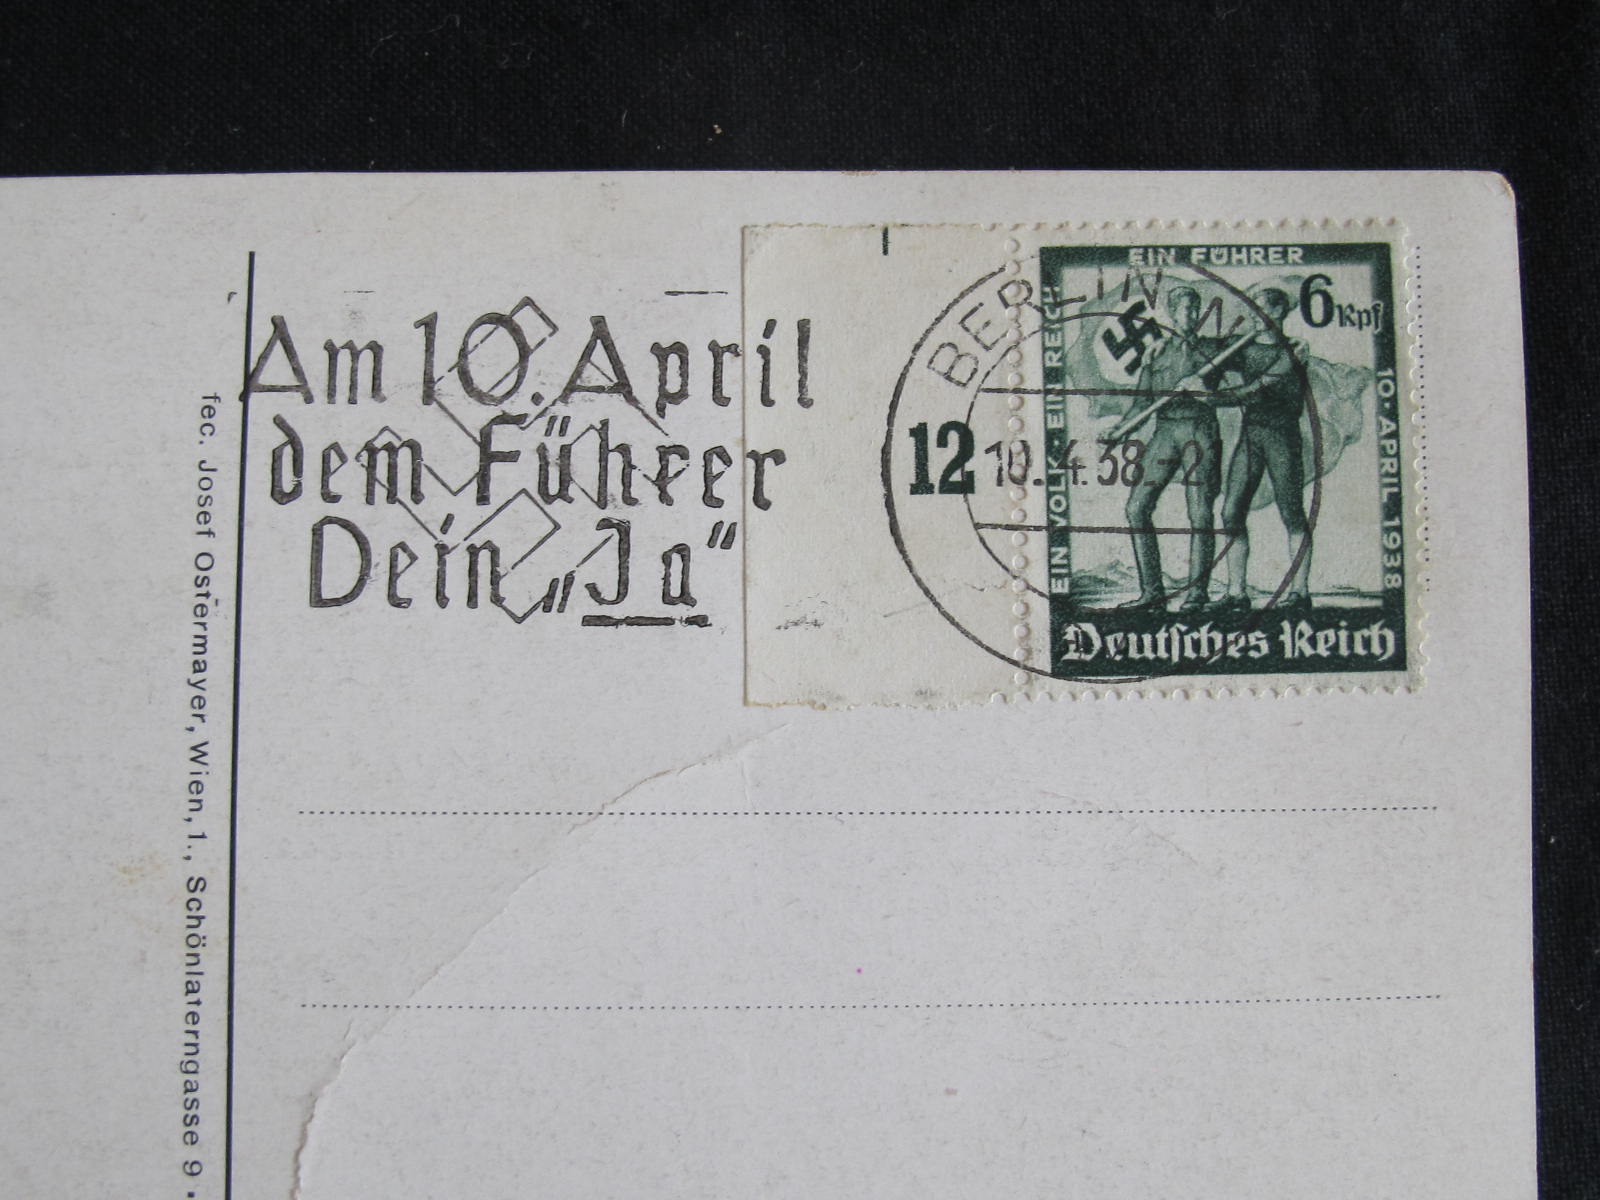 Am 10. April
dem Führer
Dein „Ja“
12
BERLIN W
10.4.38.-21
EIN FÜHRER
6 Rpf
EIN VOLK·EIN REICH
10·APRIL 1938
Deutsches Reich
fec. Josef Ostermayer, Wien, 1., Schönlaterngasse 9.